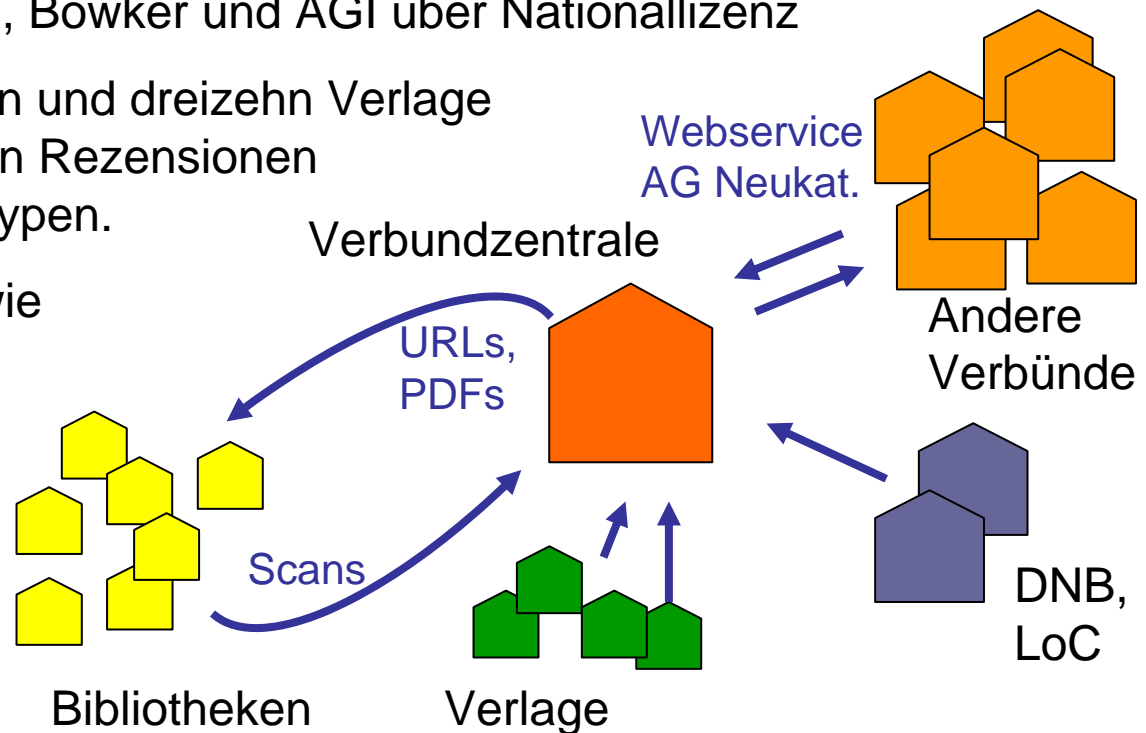 , Bowker und AGI über Nationallizenz
n und dreizehn Verlage
n Rezensionen
ypen.
Webservice
AG Neukat.
Verbundzentrale
vie
URLs,
PDFs
Andere
Verbünde
Scans
DNB,
LoC
Bibliotheken
Verlage